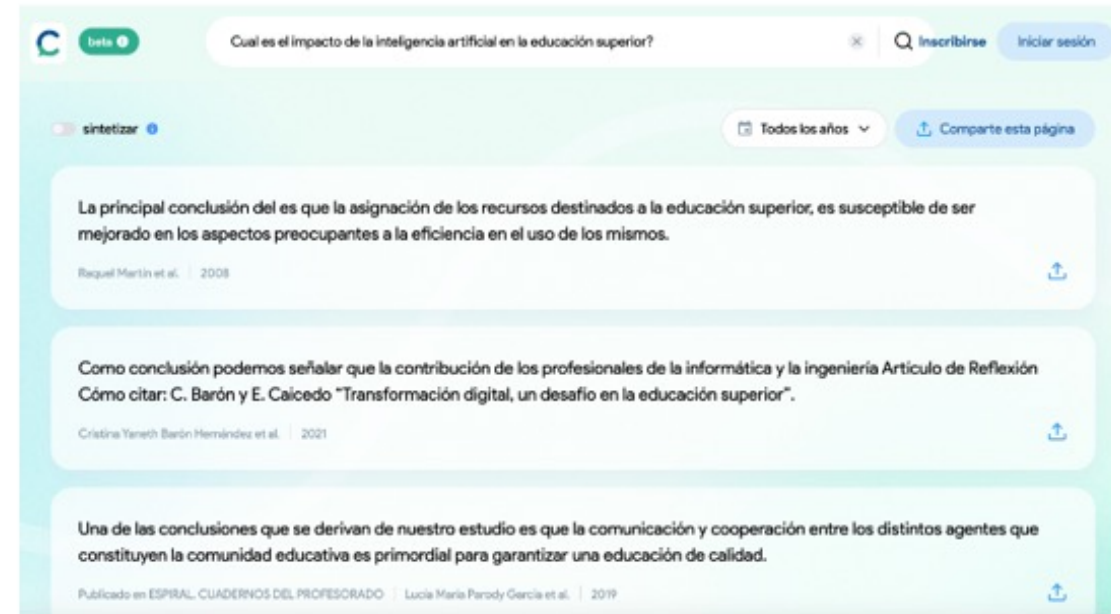 C beta
Cual es el impacto de la inteligencia artificial en la educación superior?
Inscribirse
Iniciar sesión
sintetizar
Todos los años
Comparte esta página
La principal conclusión del es que la asignación de los recursos destinados a la educación superior, es susceptible de ser
mejorado en los aspectos preocupantes a la eficiencia en el uso de los mismos.
Raquel Martín et al. | 2008
Como conclusión podemos señalar que la contribución de los profesionales de la informática y la ingeniería Articulo de Reflexión
Cómo citar: C. Barón y E. Caicedo “Transformación digital, un desafío en la educación superior”.
Cristina Yaneth Barón Hernández et al. | 2021
Una de las conclusiones que se derivan de nuestro estudio es que la comunicación y cooperación entre los distintos agentes que
constituyen la comunidad educativa es primordial para garantizar una educación de calidad.
Publicado en ESPIRAL. CUADERNOS DEL PROFESORADO | Lucía María Parody García et al. | 2019